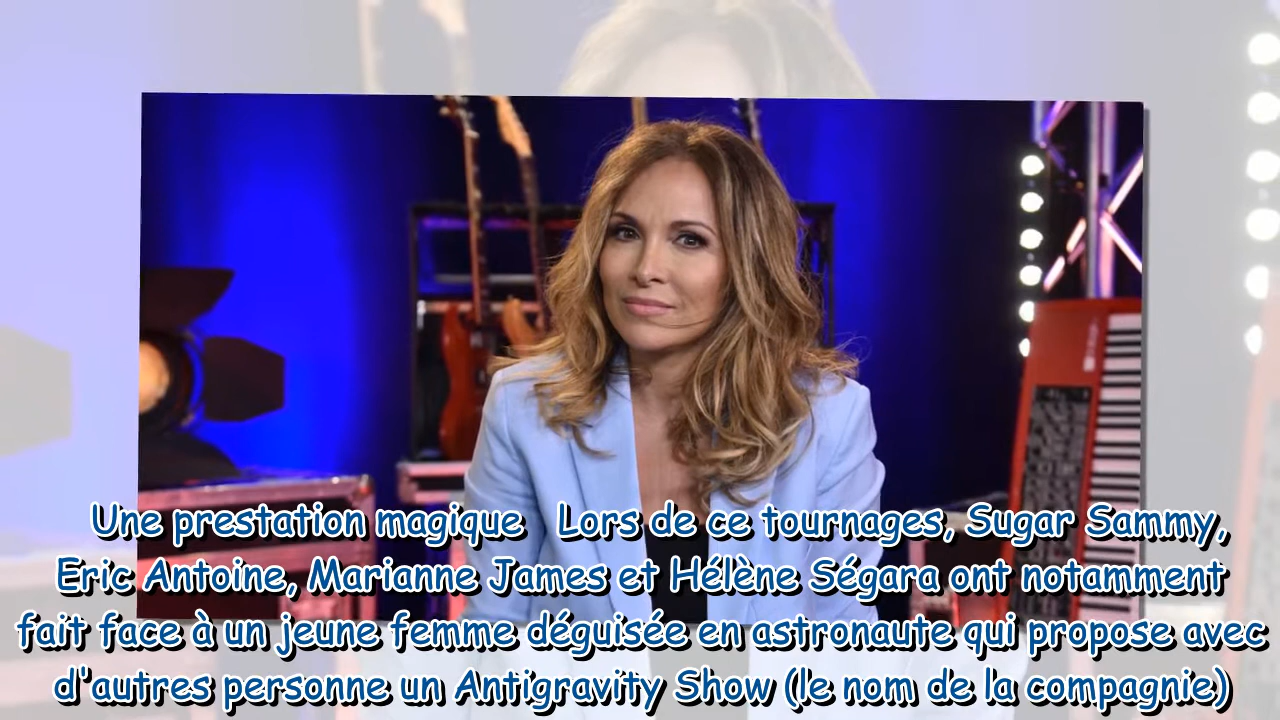 Une prestation magique   Lors de ce tournages, Sugar Sammy,
Eric Antoine, Marianne James et Hélène Ségara ont notamment
fait face à un jeune femme déguisée en astronaute qui propose avec
d'autres personne un Antigravity Show (le nom de la compagnie)